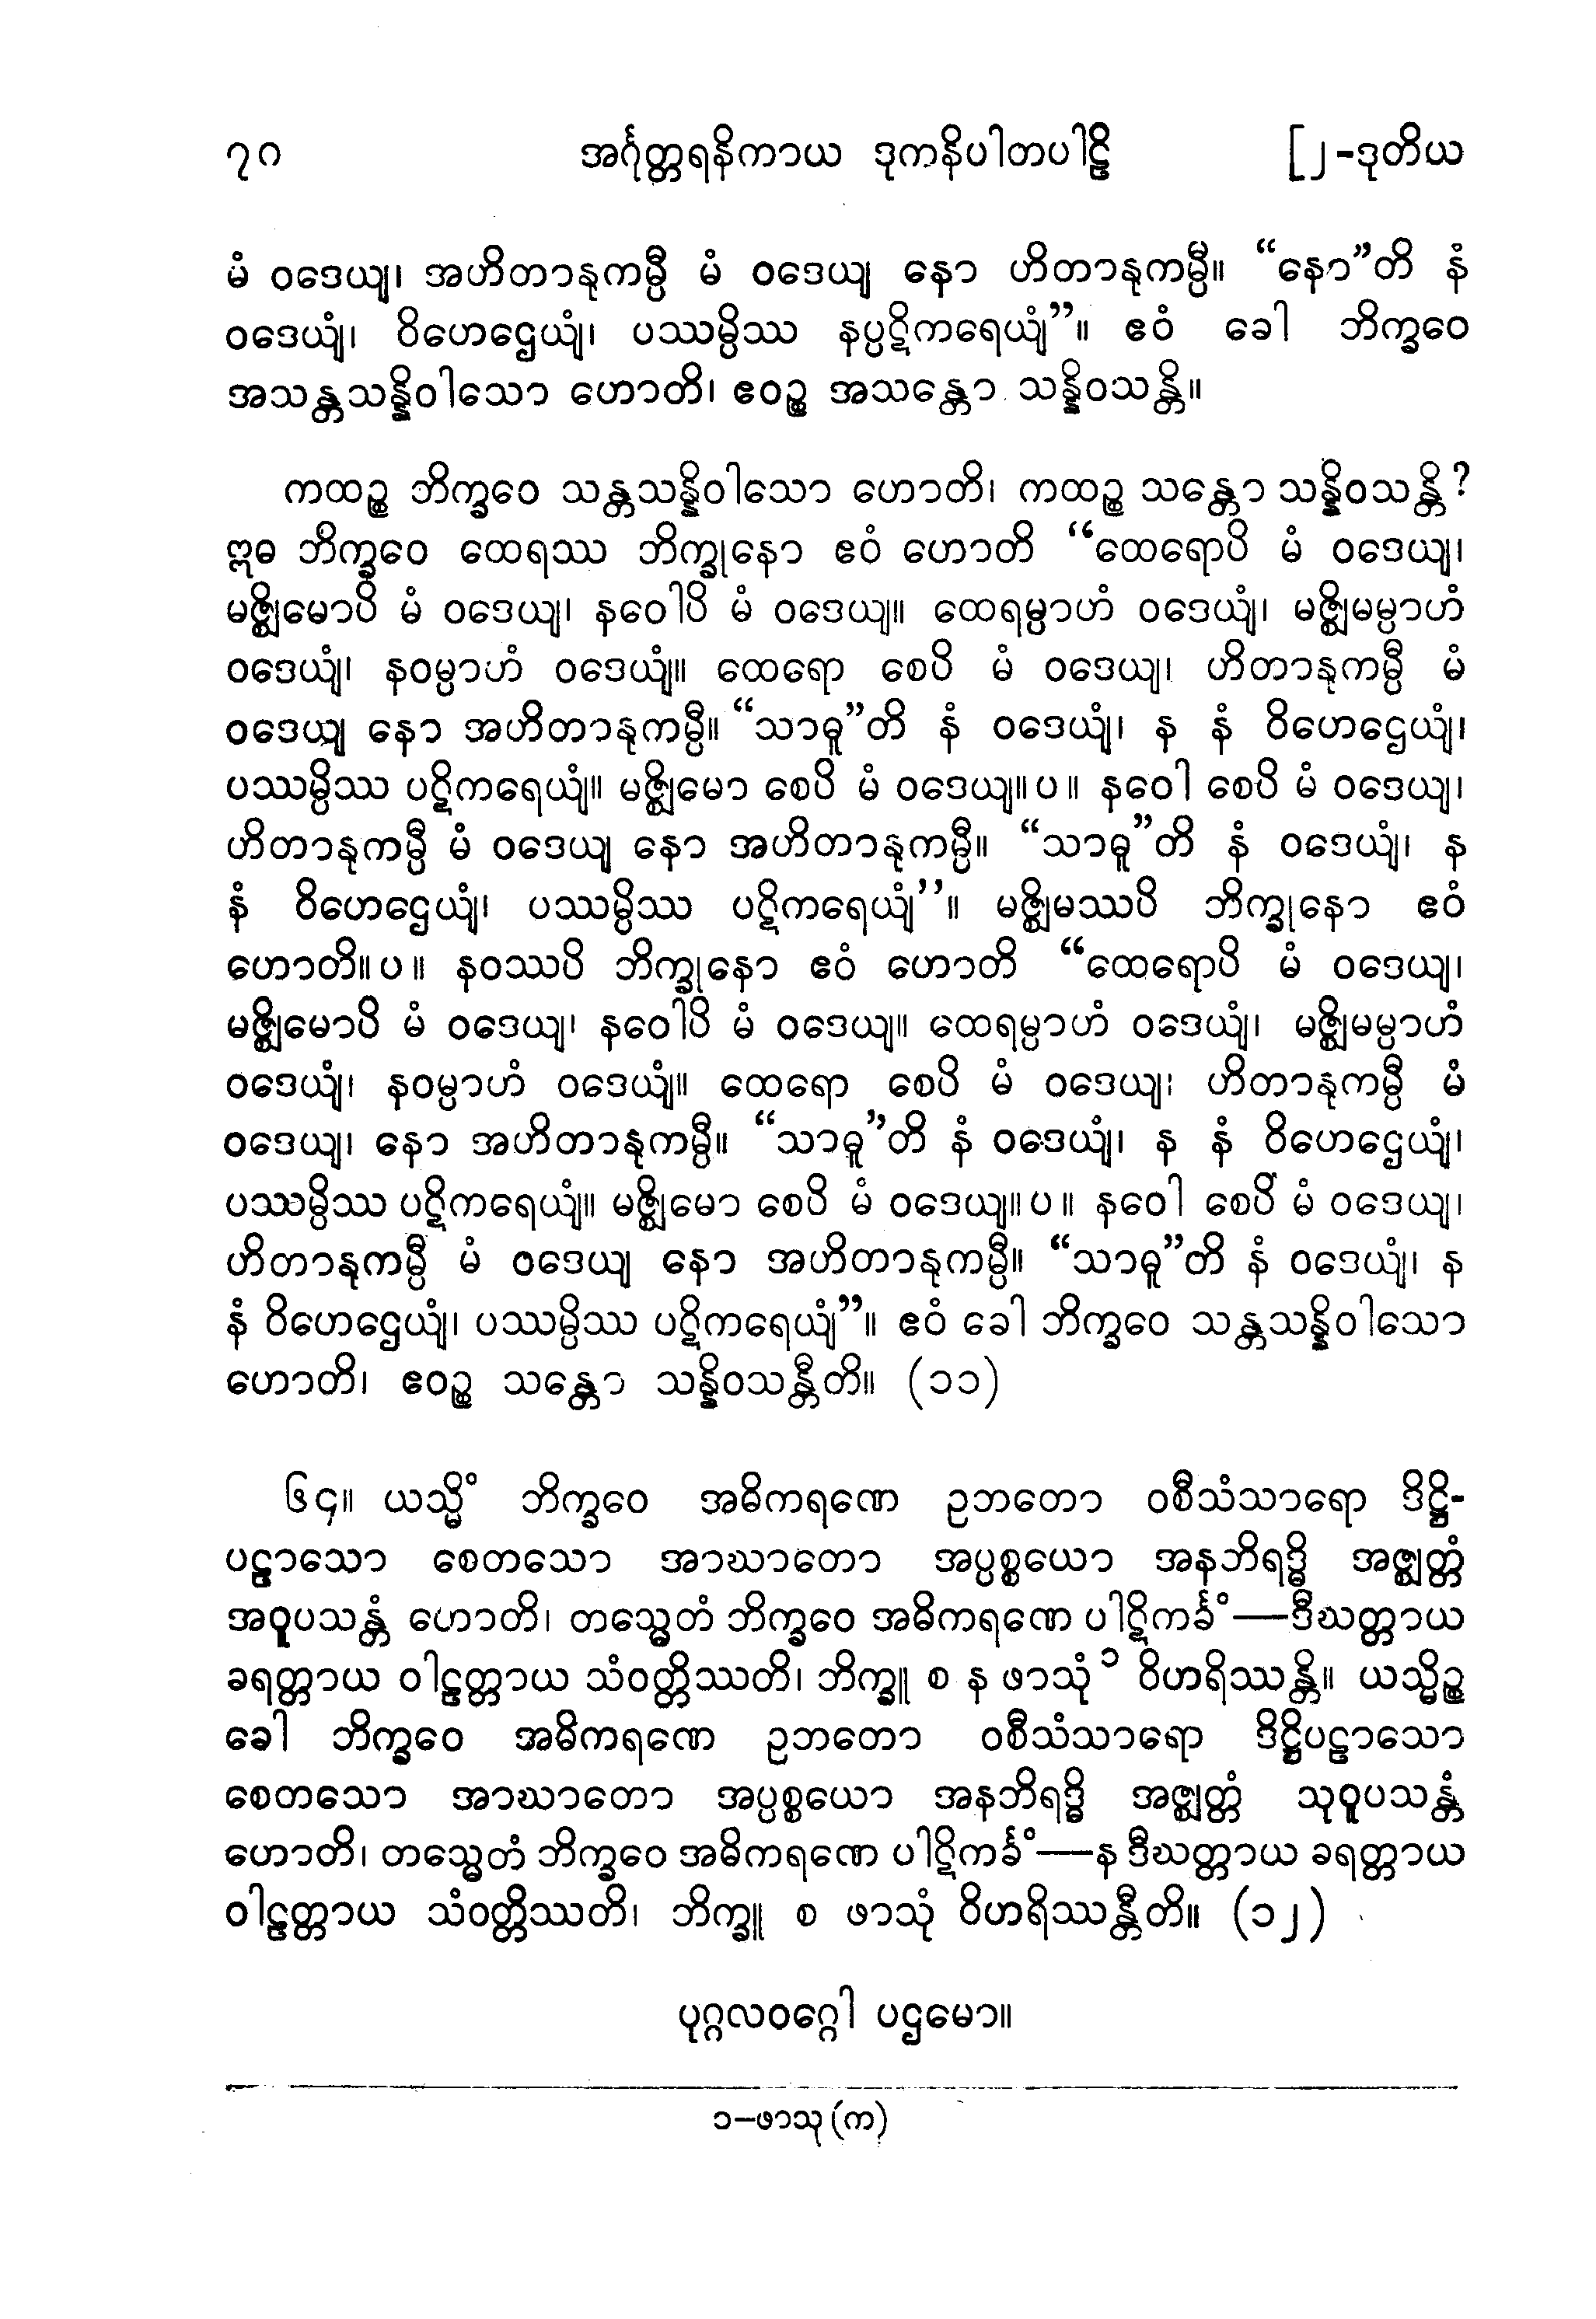 ၇၈ အင်္ဂုတ္တရနိကာယ ဒုကနိပါတပါဠိ [၂-ဒုတိယ
မံ ဝဒေယျ၊ အဟိတာနုကမ္ပီ မံ ဝဒေယျ နော ဟိတာနုကမ္ပီ။ “နော”တိ နံ
ဝဒေယျံ၊ ဝိဟေဌေယျံ၊ ပဿမ္ပိဿ နပ္ပဋိကရေယျံ”။ ဧဝံ ခေါ ဘိက္ခဝေ
အသန္တသန္နိဝါသော ဟောတိ၊ ဧဝဉ္စ အသန္တော သန္နိဝသန္တိ။
ကထဉ္စ ဘိက္ခဝေ သန္တသန္နိဝါသော ဟောတိ၊ ကထဉ္စ သန္တော သန္နိဝသန္တိ?
ဣဓ ဘိက္ခဝေ ထေရဿ ဘိက္ခုနော ဧဝံ ဟောတိ “ထေရောပိ မံ ဝဒေယျ၊
မဇ္ဈိမောပိ မံ ဝဒေယျ၊ နဝေါပိ မံ ဝဒေယျ။ ထေရမ္ပာဟံ ဝဒေယျံ၊ မဇ္ဈိမမ္ပာဟံ
ဝဒေယျံ၊ နဝမ္ပာဟံ ဝဒေယျံ။ ထေရော စေပိ မံ ဝဒေယျ၊ ဟိတာနုကမ္ပီ မံ
ဝဒေယျ နော အဟိတာနုကမ္ပီ။ “သာဓူ”တိ နံ ဝဒေယျံ၊ န နံ ဝိဟေဌေယျံ၊
ပဿမ္ပိဿ ပဋိကရေယျံ။ မဇ္ဈိမော စေပိ မံ ဝဒေယျ။ပ။ နဝေါ စေပိ မံ ဝဒေယျ၊
ဟိတာနုကမ္ပီ မံ ဝဒေယျ နော အဟိတာနုကမ္ပီ။ “သာဓူ”တိ နံ ဝဒေယျံ၊ န
နံ ဝိဟေဌေယျံ၊ ပဿမ္ပိဿ ပဋိကရေယျံ’’။ မဇ္ဈိမဿပိ ဘိက္ခုနော ဧဝံ
ဟောတိ။ပ။ နဝဿပိ ဘိက္ခုနော ဧဝံ ဟောတိ “ထေရောပိ မံ ဝဒေယျ၊
မဇ္ဈိမောပိ မံ ဝဒေယျ၊ နဝေါပိ မံ ဝဒေယျ။ ထေရမ္ပာဟံ ဝဒေယျံ၊ မဇ္ဈိမမ္ပာဟံ
ဝဒေယျံ၊ နဝမ္ပာဟံ ဝဒေယျံ။ ထေရော စေပိ မံ ဝဒေယျ၊ ဟိတာနုကမ္ပီ မံ
ဝဒေယျ၊ နော အဟိတာနုကမ္ပီ။ “သာဓူ”တိ နံ ဝဒေယျံ၊ န နံ ဝိဟေဌေယျံ၊
ပဿမ္ပိဿ ပဋိကရေယျံ။ မဇ္ဈိမော စေပိ မံ ဝဒေယျ။ပ။ နဝေါ စေပိ မံ ဝဒေယျ၊
ဟိတာနုကမ္ပီ မံ ဝဒေယျ နော အဟိတာနုကမ္ပီ။ “သာဓူ”တိ နံ ဝဒေယျံ၊ န
နံ ဝိဟေဌေယျံ၊ ပဿမ္ပိဿ ပဋိကရေယျံ”။ ဧဝံ ခေါ ဘိက္ခဝေ သန္တသန္နိဝါသော
ဟောတိ၊ ဧဝဉ္စ သန္တော သန္နိဝသန္တီတိ။ (၁၁)
၆၄။ ယသ္မိံ ဘိက္ခဝေ အဓိကရဏေ ဥဘတော ဝစီသံသာရော ဒိဋ္ဌိ-
ပဠာသော စေတသော အာဃာတော အပ္ပစ္စယော အနဘိရဒ္ဓိ အဇ္ဈတ္တံ
အဝူပသန္တံ ဟောတိ၊ တသ္မေတံ ဘိက္ခဝေ အဓိကရဏေ ပါဋိကင်္ခံ—ဒီဃတ္တာယ
ခရတ္တာယ ဝါဠတ္တာယ သံဝတ္တိဿတိ၊ ဘိက္ခူ စ န ဖာသုံ ၁ ဝိဟရိဿန္တိ။ ယသ္မိဉ္စ
ခေါ ဘိက္ခဝေ အဓိကရဏေ ဥဘတော ဝစီသံသာရော ဒိဋ္ဌိပဠာသော
စေတသော အာဃာတော အပ္ပစ္စယော အနဘိရဒ္ဓိ အဇ္ဈတ္တံ သုဝူပသန္တံ
ဟောတိ၊ တသ္မေတံ ဘိက္ခဝေ အဓိကရဏေ ပါဋိကင်္ခံ—န ဒီဃတ္တာယ ခရတ္တာယ
ဝါဠတ္တာယ သံဝတ္တိဿတိ၊ ဘိက္ခူ စ ဖာသုံ ဝိဟရိဿန္တီတိ။ (၁၂)
ပုဂ္ဂလဝဂ္ဂေါ ပဌမော။
၁–ဖာသု (က)